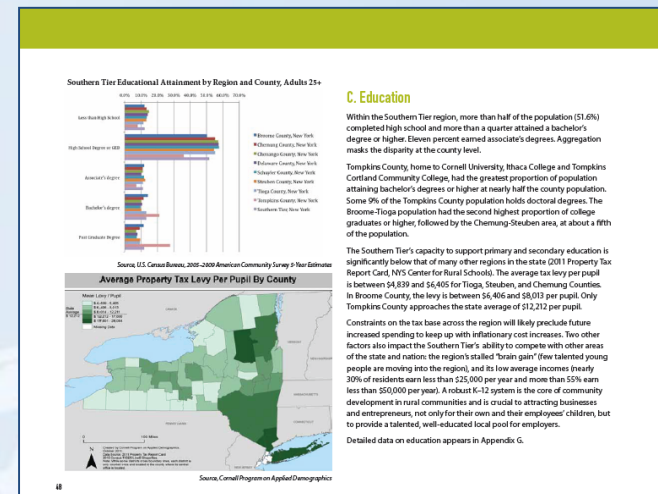 Southern Tier Educational Attainment by Region and County, Adults 25+
0.0% 10.0% 20.0% 30.0% 40.0% 50.0% 60.0% 70.0%
Less than High School
High School Degree or GED
Associate's degree
Bachelor's degree
Post Graduate Degree
Broome County, New York
Chemung County, New York
Chenango County, New York
Delaware County, New York
Schuyler County, New York
Steuben County, New York
Tioga County, New York
Tompkins County, New York
Southern Tier, New York
Source, U.S. Census Bureau, 2005-2009 American Community Survey 5-Year Estimates
Average Property Tax Levy Per Pupil By County
Mean Levy / Pupil
State
Average
Missing Data
Source, Cornell Program on Applied Demographics
48
C. Education
Within the Southern Tier region, more than half of the population (51.6%)
completed high school and more than a quarter attained a bachelor's
degree or higher. Eleven percent earned associate's degrees. Aggregation
masks the disparity at the county level.
Tompkins County, home to Cornell University, Ithaca College and Tompkins
Cortland Community College, had the greatest proportion of population
attaining bachelor's degrees or higher at nearly half the county population.
Some 9% of the Tompkins County population holds doctoral degrees. The
Broome-Tioga population had the second highest proportion of college
graduates or higher, followed by the Chemung-Steuben area, at about a fifth
of the population.
The Southern Tier's capacity to support primary and secondary education is
significantly below that of many other regions in the state (2011 Property Tax
Report Card, NYS Center for Rural Schools). The average tax levy per pupil
is between $4,839 and $6,405 for Tioga, Steuben, and Chemung Counties.
In Broome County, the levy is between $6,406 and $8,013 per pupil. Only
Tompkins County approaches the state average of $12,212 per pupil.
Constraints on the tax base across the region will likely preclude future
increased spending to keep up with inflationary cost increases. Two other
factors also impact the Southern Tier's ability to compete with other areas
of the state and nation: the region's stalled "brain gain" (few talented young
people are moving into the region), and its low average incomes (nearly
30% of residents earn less than $25,000 per year and more than 55% earn
less than $50,000 per year). A robust K–12 system is the core of community
development in rural communities and is crucial to attracting businesses
and entrepreneurs, not only for their own and their employees' children, but
to provide a talented, well-educated local pool for employers.
Detailed data on education appears in Appendix G.